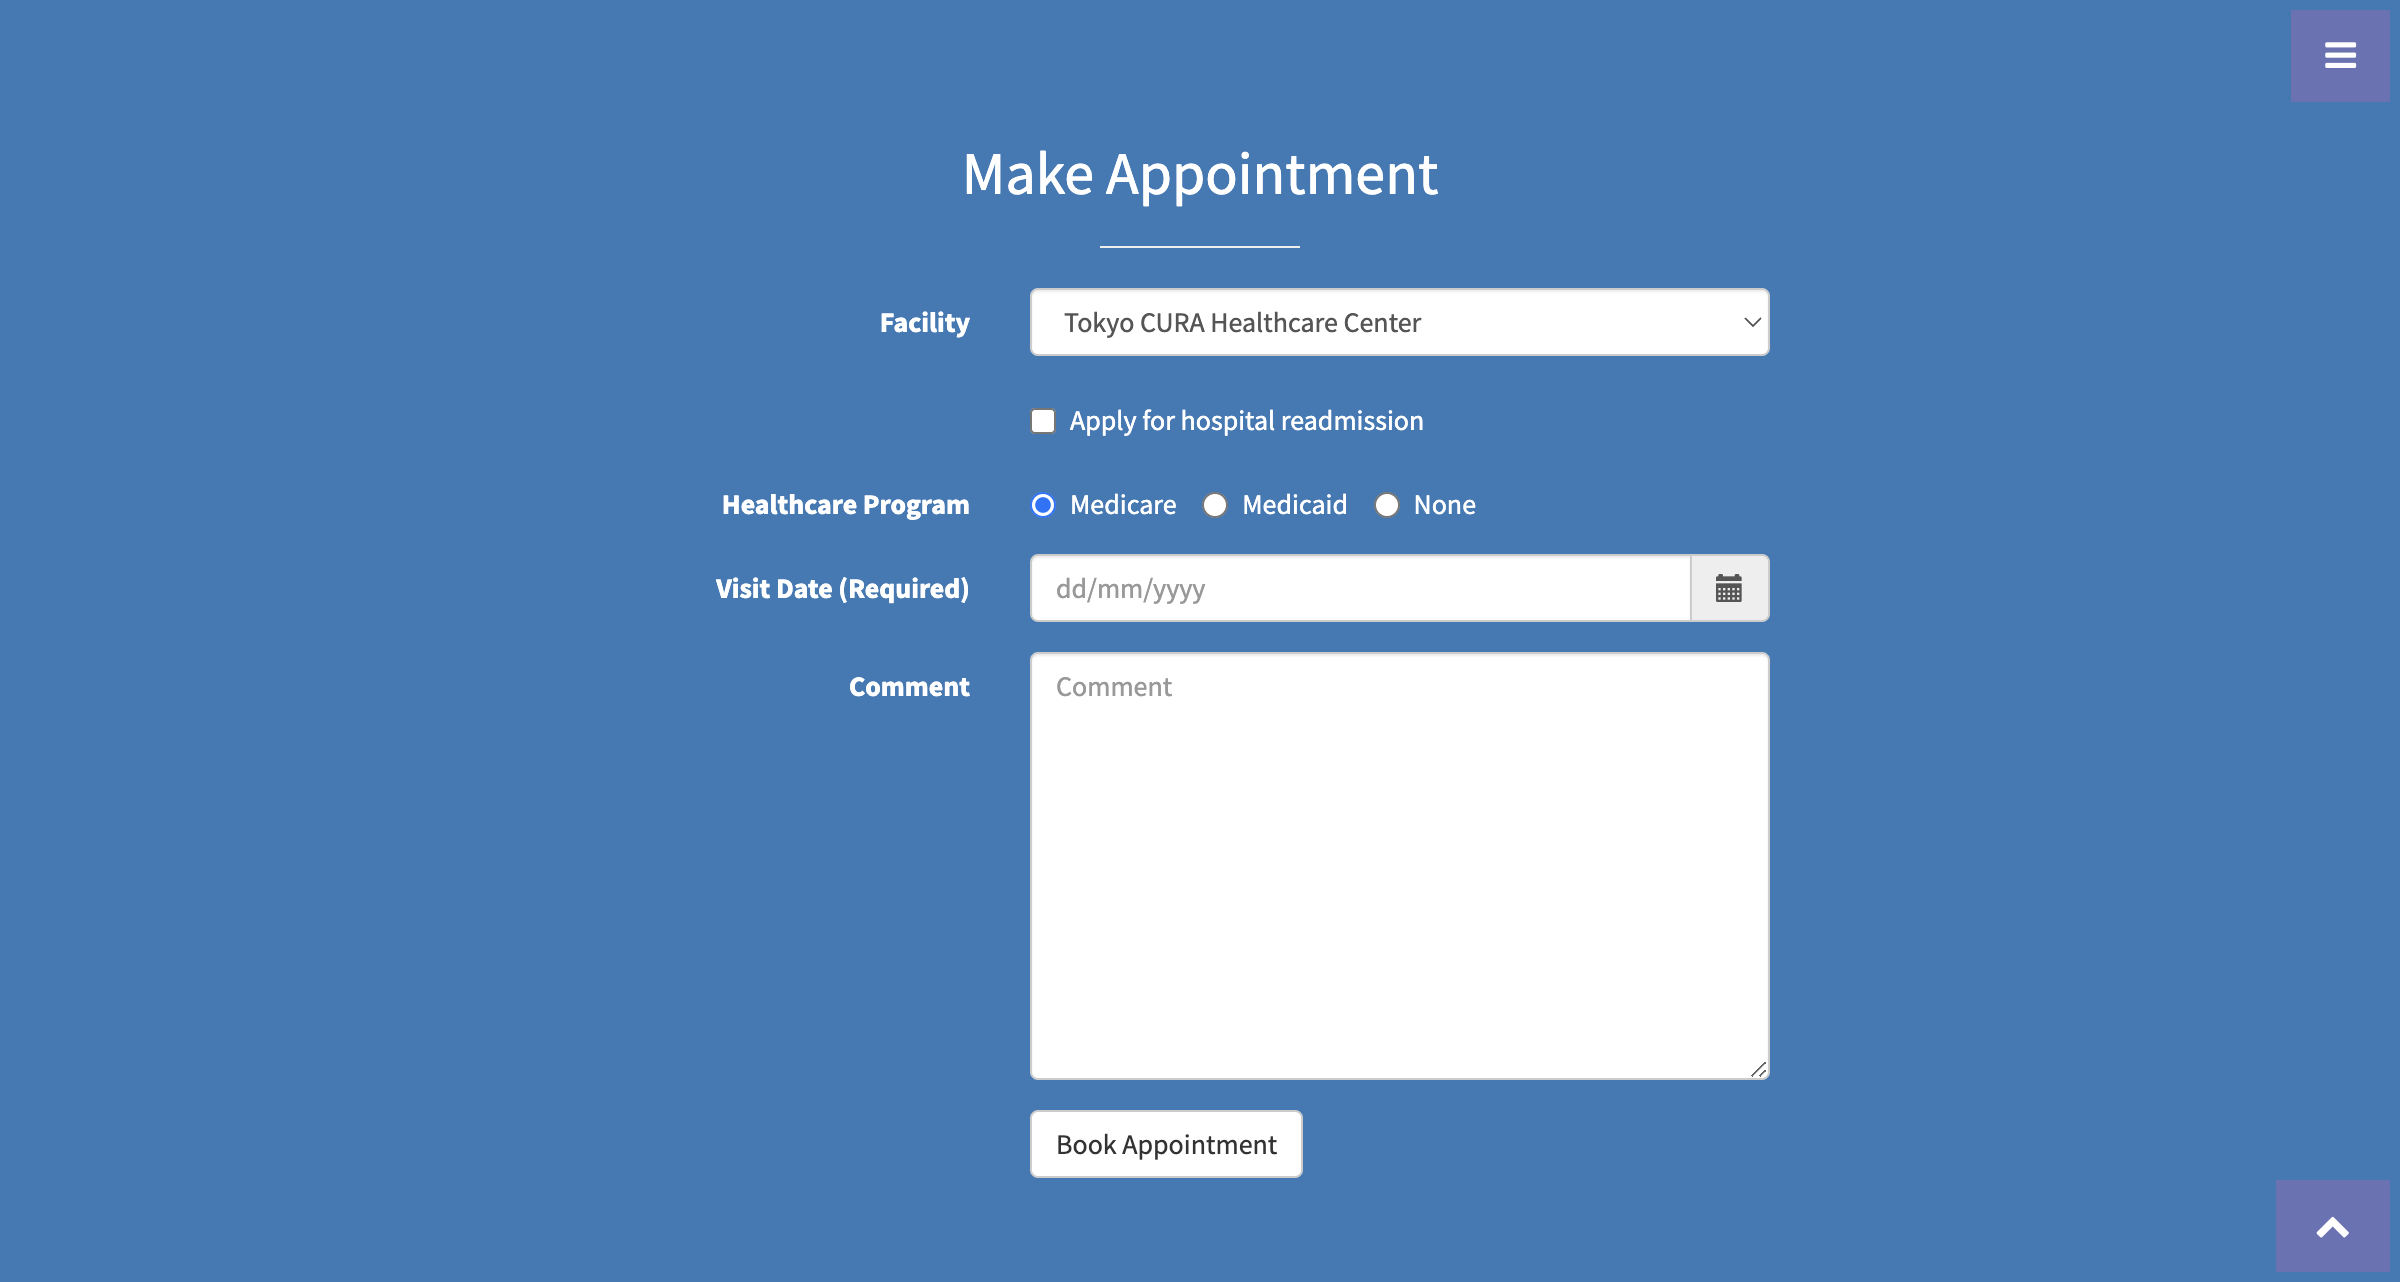 Make Appointment
Facility
Tokyo CURA Healthcare Center
Apply for hospital readmission
Healthcare Program
Medicare Medicaid None
Visit Date (Required)
dd/mm/yyyy
Comment
Comment
Book Appointment